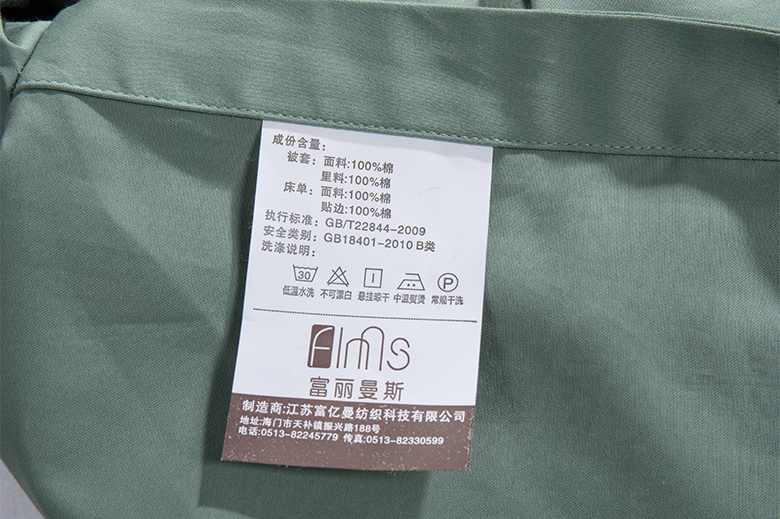 成份含量：
被套：面料：100%棉
里料：100%棉
床单：面料：100%棉
贴边：100%棉
执行标准：GB/T22844-2009
安全类别：GB18401-2010 B类
洗涤说明：
30 P
低温水洗 不可漂白 悬挂晾干 中温熨烫 常规干洗
Flms
富丽曼斯
制造商:江苏富亿曼纺织科技有限公司
地址:海门市天补镇振兴路188号
电话:0513-82245779 传真:0513-82330599